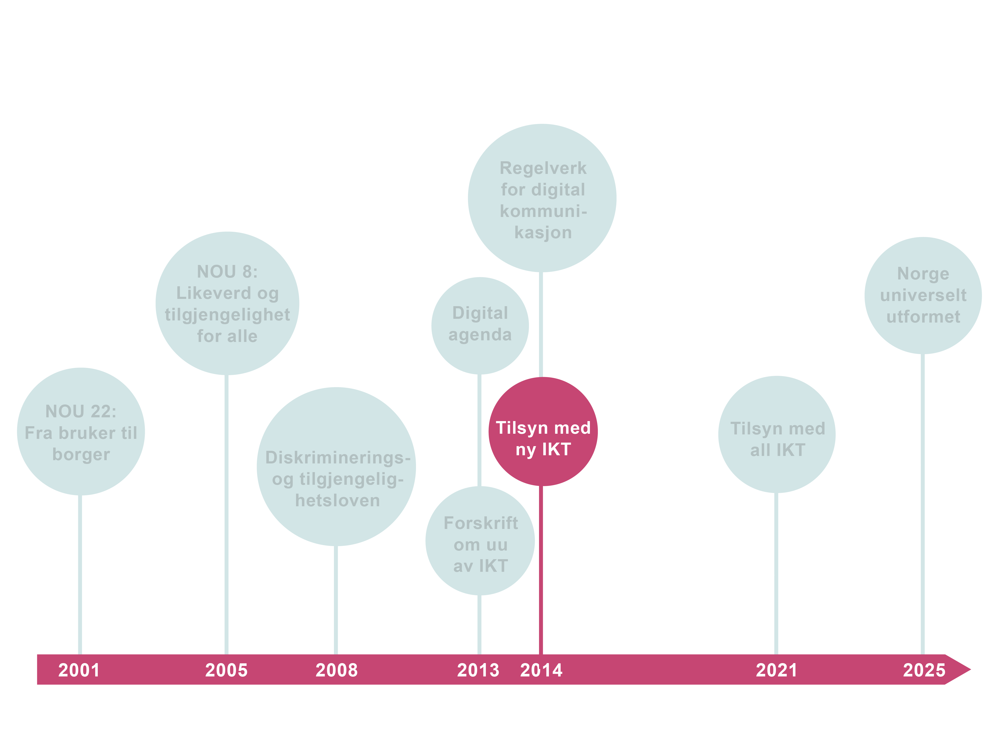 NOU 22:
Fra bruker til
borger
NOU 8:
Likeverd og
tilgjengelighet
for alle
Diskriminerings-
og tilgjengelig-
hetsloven
Digital
agenda
Forskrift
om uu
av IKT
Regelverk
for digital
kommuni-
kasjon
Tilsyn med
ny IKT
Tilsyn med
all IKT
Norge
universelt
utformet
2001 2005 2008 2013 2014 2021 2025